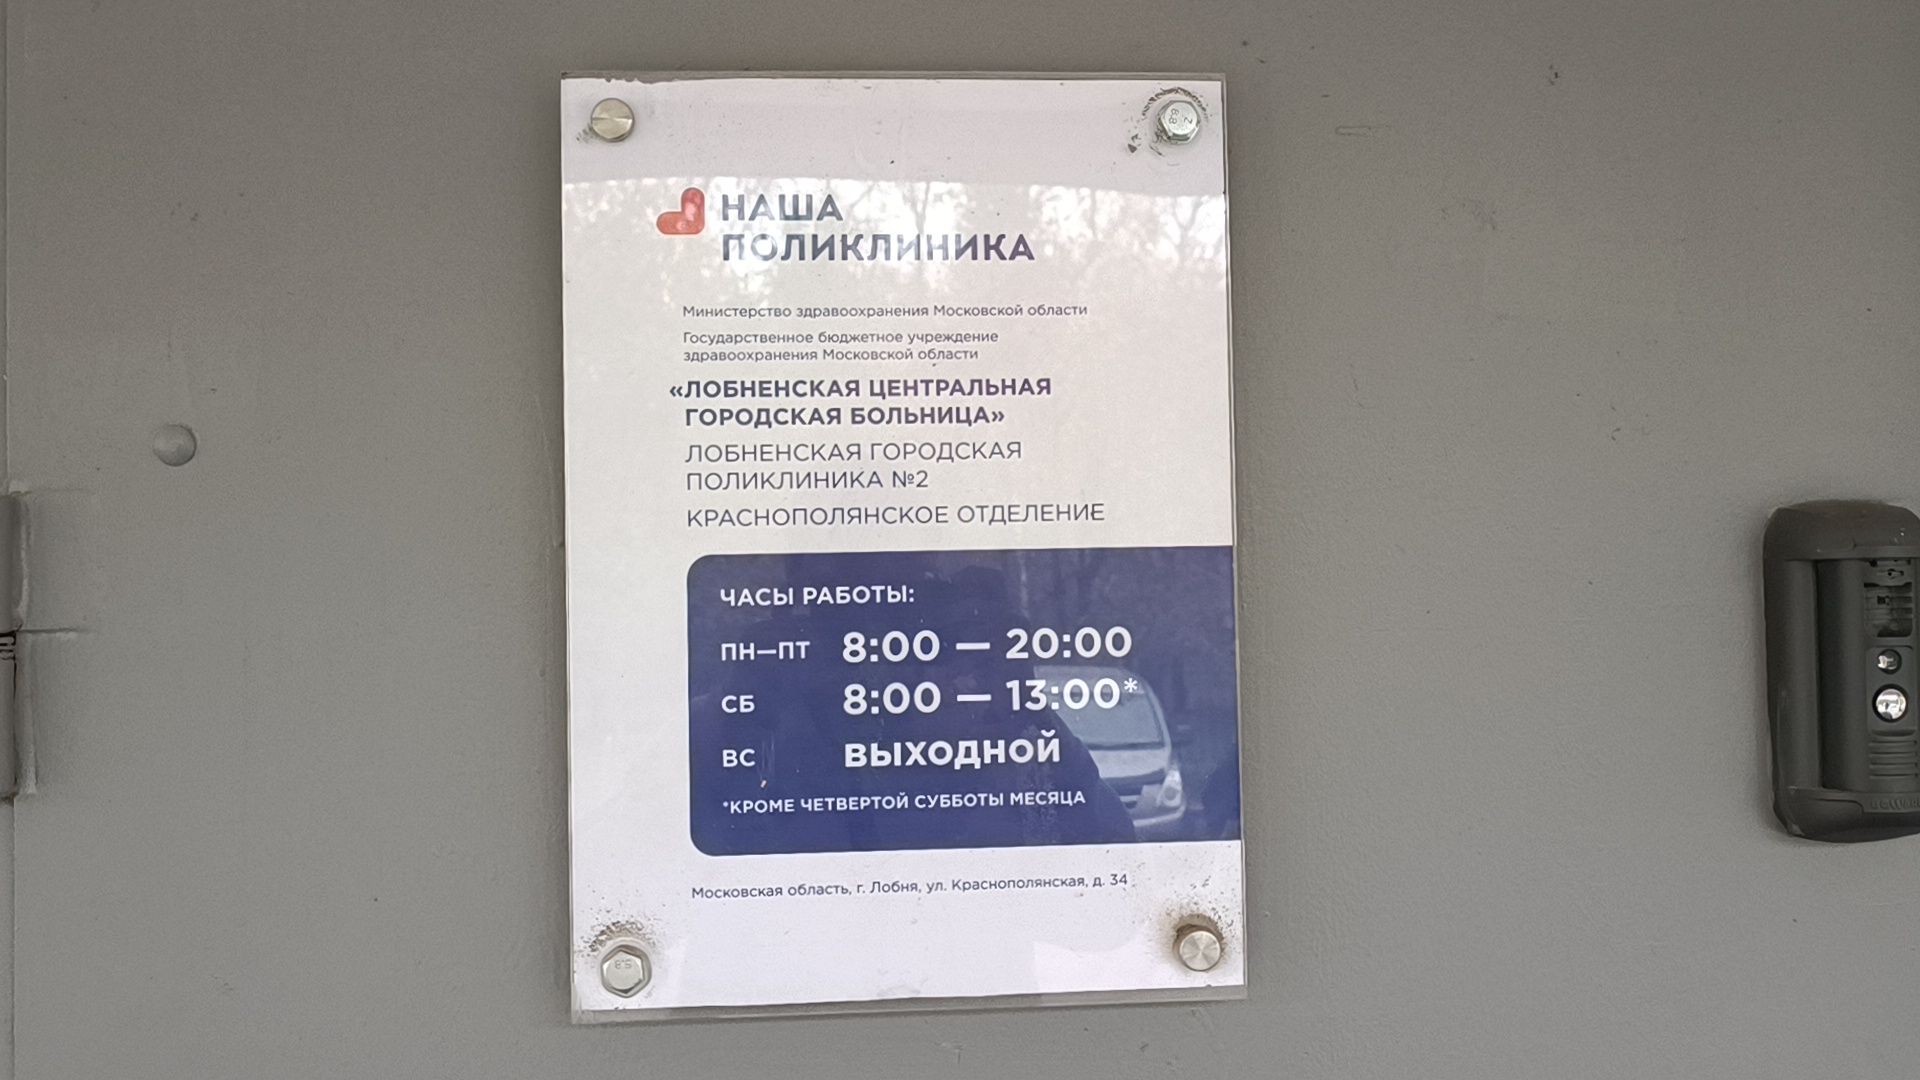 НАША
ПОЛИКЛИНИКА
Министерство здравоохранения Московской области
Государственное бюджетное учреждение
здравоохранения Московской области
«ЛОБНЕНСКАЯ ЦЕНТРАЛЬНАЯ
ГОРОДСКАЯ БОЛЬНИЦА»
ЛОБНЕНСКАЯ ГОРОДСКАЯ
ПОЛИКЛИНИКА №2
КРАСНОПОЛЯНСКОЕ ОТДЕЛЕНИЕ
ЧАСЫ РАБОТЫ:
ПН—ПТ 8:00 — 20:00
СБ 8:00 — 13:00*
ВС ВЫХОДНОЙ
*КРОМЕ ЧЕТВЕРТОЙ СУББОТЫ МЕСЯЦА
Московская область, г. Лобня, ул. Краснополянская, д. 34